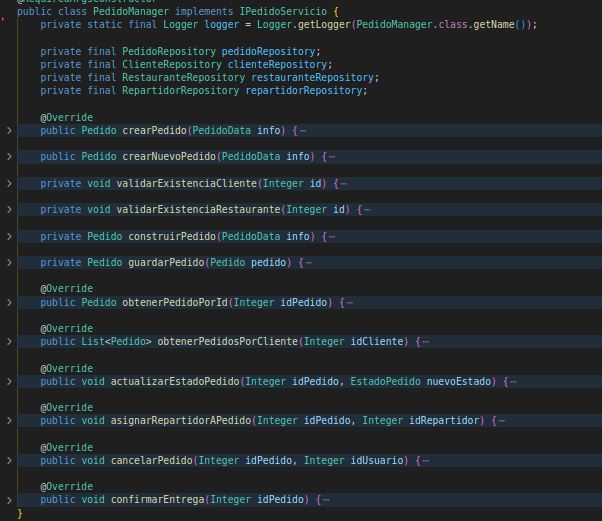 @RequiredArgsConstructor
public class PedidoManager implements IPedidoServicio {
    private static final Logger logger = Logger.getLogger(PedidoManager.class.getName());
    private final PedidoRepository pedidoRepository;
    private final ClienteRepository clienteRepository;
    private final RestauranteRepository restauranteRepository;
    private final RepartidorRepository repartidorRepository;
    @Override
    public Pedido crearPedido(PedidoData info) {⋯
    public Pedido crearNuevoPedido(PedidoData info) {⋯
    private void validarExistenciaCliente(Integer id) {⋯
    private void validarExistenciaRestaurante(Integer id) {⋯
    private Pedido construirPedido(PedidoData info) {⋯
    private Pedido guardarPedido(Pedido pedido) {⋯
    @Override
    public Pedido obtenerPedidoPorId(Integer idPedido) {⋯
    @Override
    public List<Pedido> obtenerPedidosPorCliente(Integer idCliente) {⋯
    @Override
    public void actualizarEstadoPedido(Integer idPedido, EstadoPedido nuevoEstado) {⋯
    @Override
    public void asignarRepartidorAPedido(Integer idPedido, Integer idRepartidor) {⋯
    @Override
    public void cancelarPedido(Integer idPedido, Integer idUsuario) {⋯
    @Override
    public void confirmarEntrega(Integer idPedido) {⋯
}